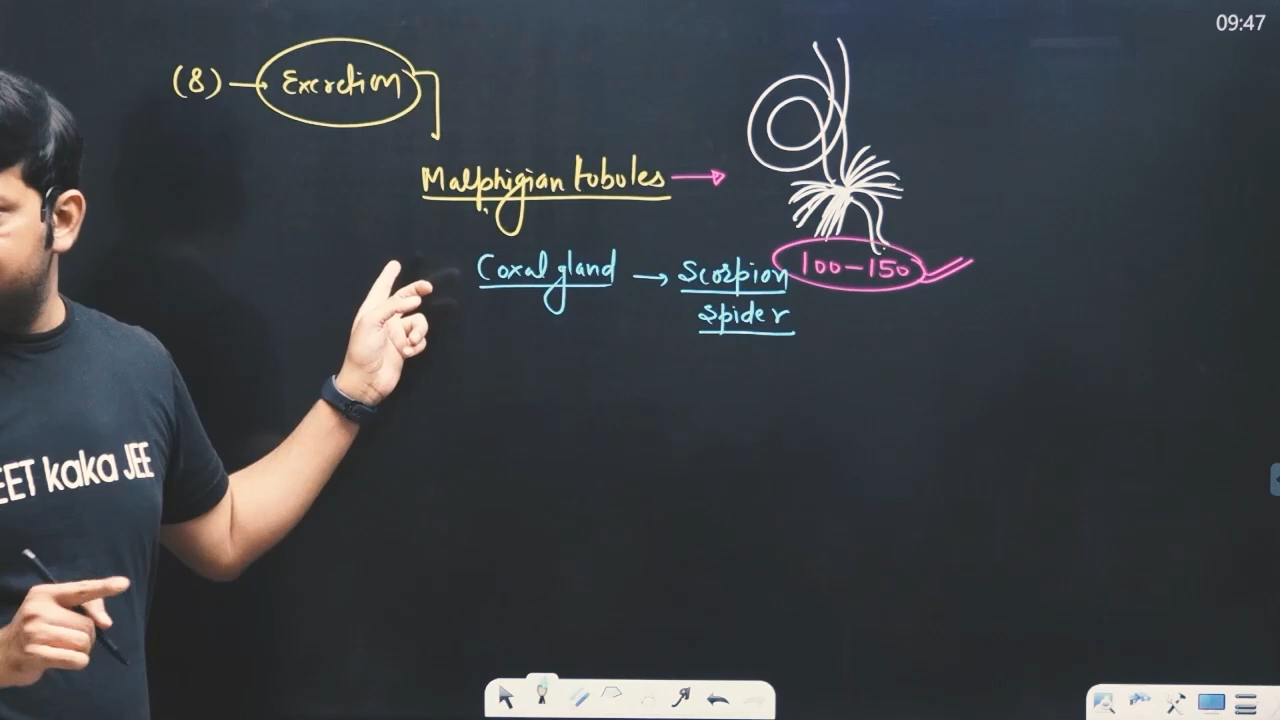 09:47
(8) → Excretion
Malphigian tubules →
Coxal gland → Scorpion
100-150
Spider
EET kaka JEE